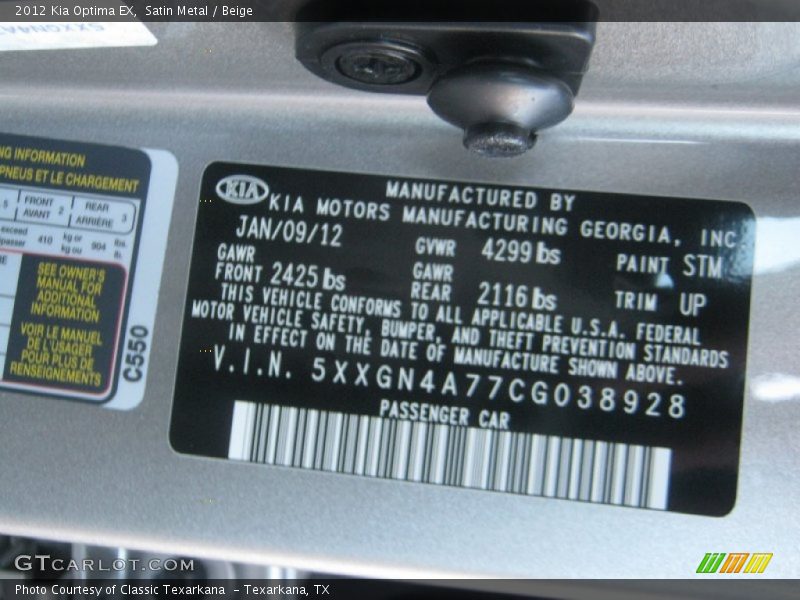 2012 Kia Optima EX, Satin Metal / Beige
NG INFORMATION
PNEUS ET LE CHARGEMENT
5 FRONT AVANT 2 REAR ARRIÈRE 3
exceed 410 kg or kg ou 904 lbs. lb.
SEE OWNER'S
MANUAL FOR
ADDITIONAL
INFORMATION
VOIR LE MANUEL
DE L'USAGER
POUR PLUS DE
RENSEIGNEMENTS
C550
KIA
MANUFACTURED BY
KIA MOTORS MANUFACTURING GEORGIA, INC
JAN/09/12 GVWR 4299 lbs PAINT STM
GAWR FRONT 2425 lbs GAWR REAR 2116 lbs TRIM UP
THIS VEHICLE CONFORMS TO ALL APPLICABLE U.S.A. FEDERAL
MOTOR VEHICLE SAFETY, BUMPER, AND THEFT PREVENTION STANDARDS
IN EFFECT ON THE DATE OF MANUFACTURE SHOWN ABOVE.
V.I.N. 5XXGN4A77CG038928
PASSENGER CAR
GTCARLOT.COM
Photo Courtesy of Classic Texarkana - Texarkana, TX